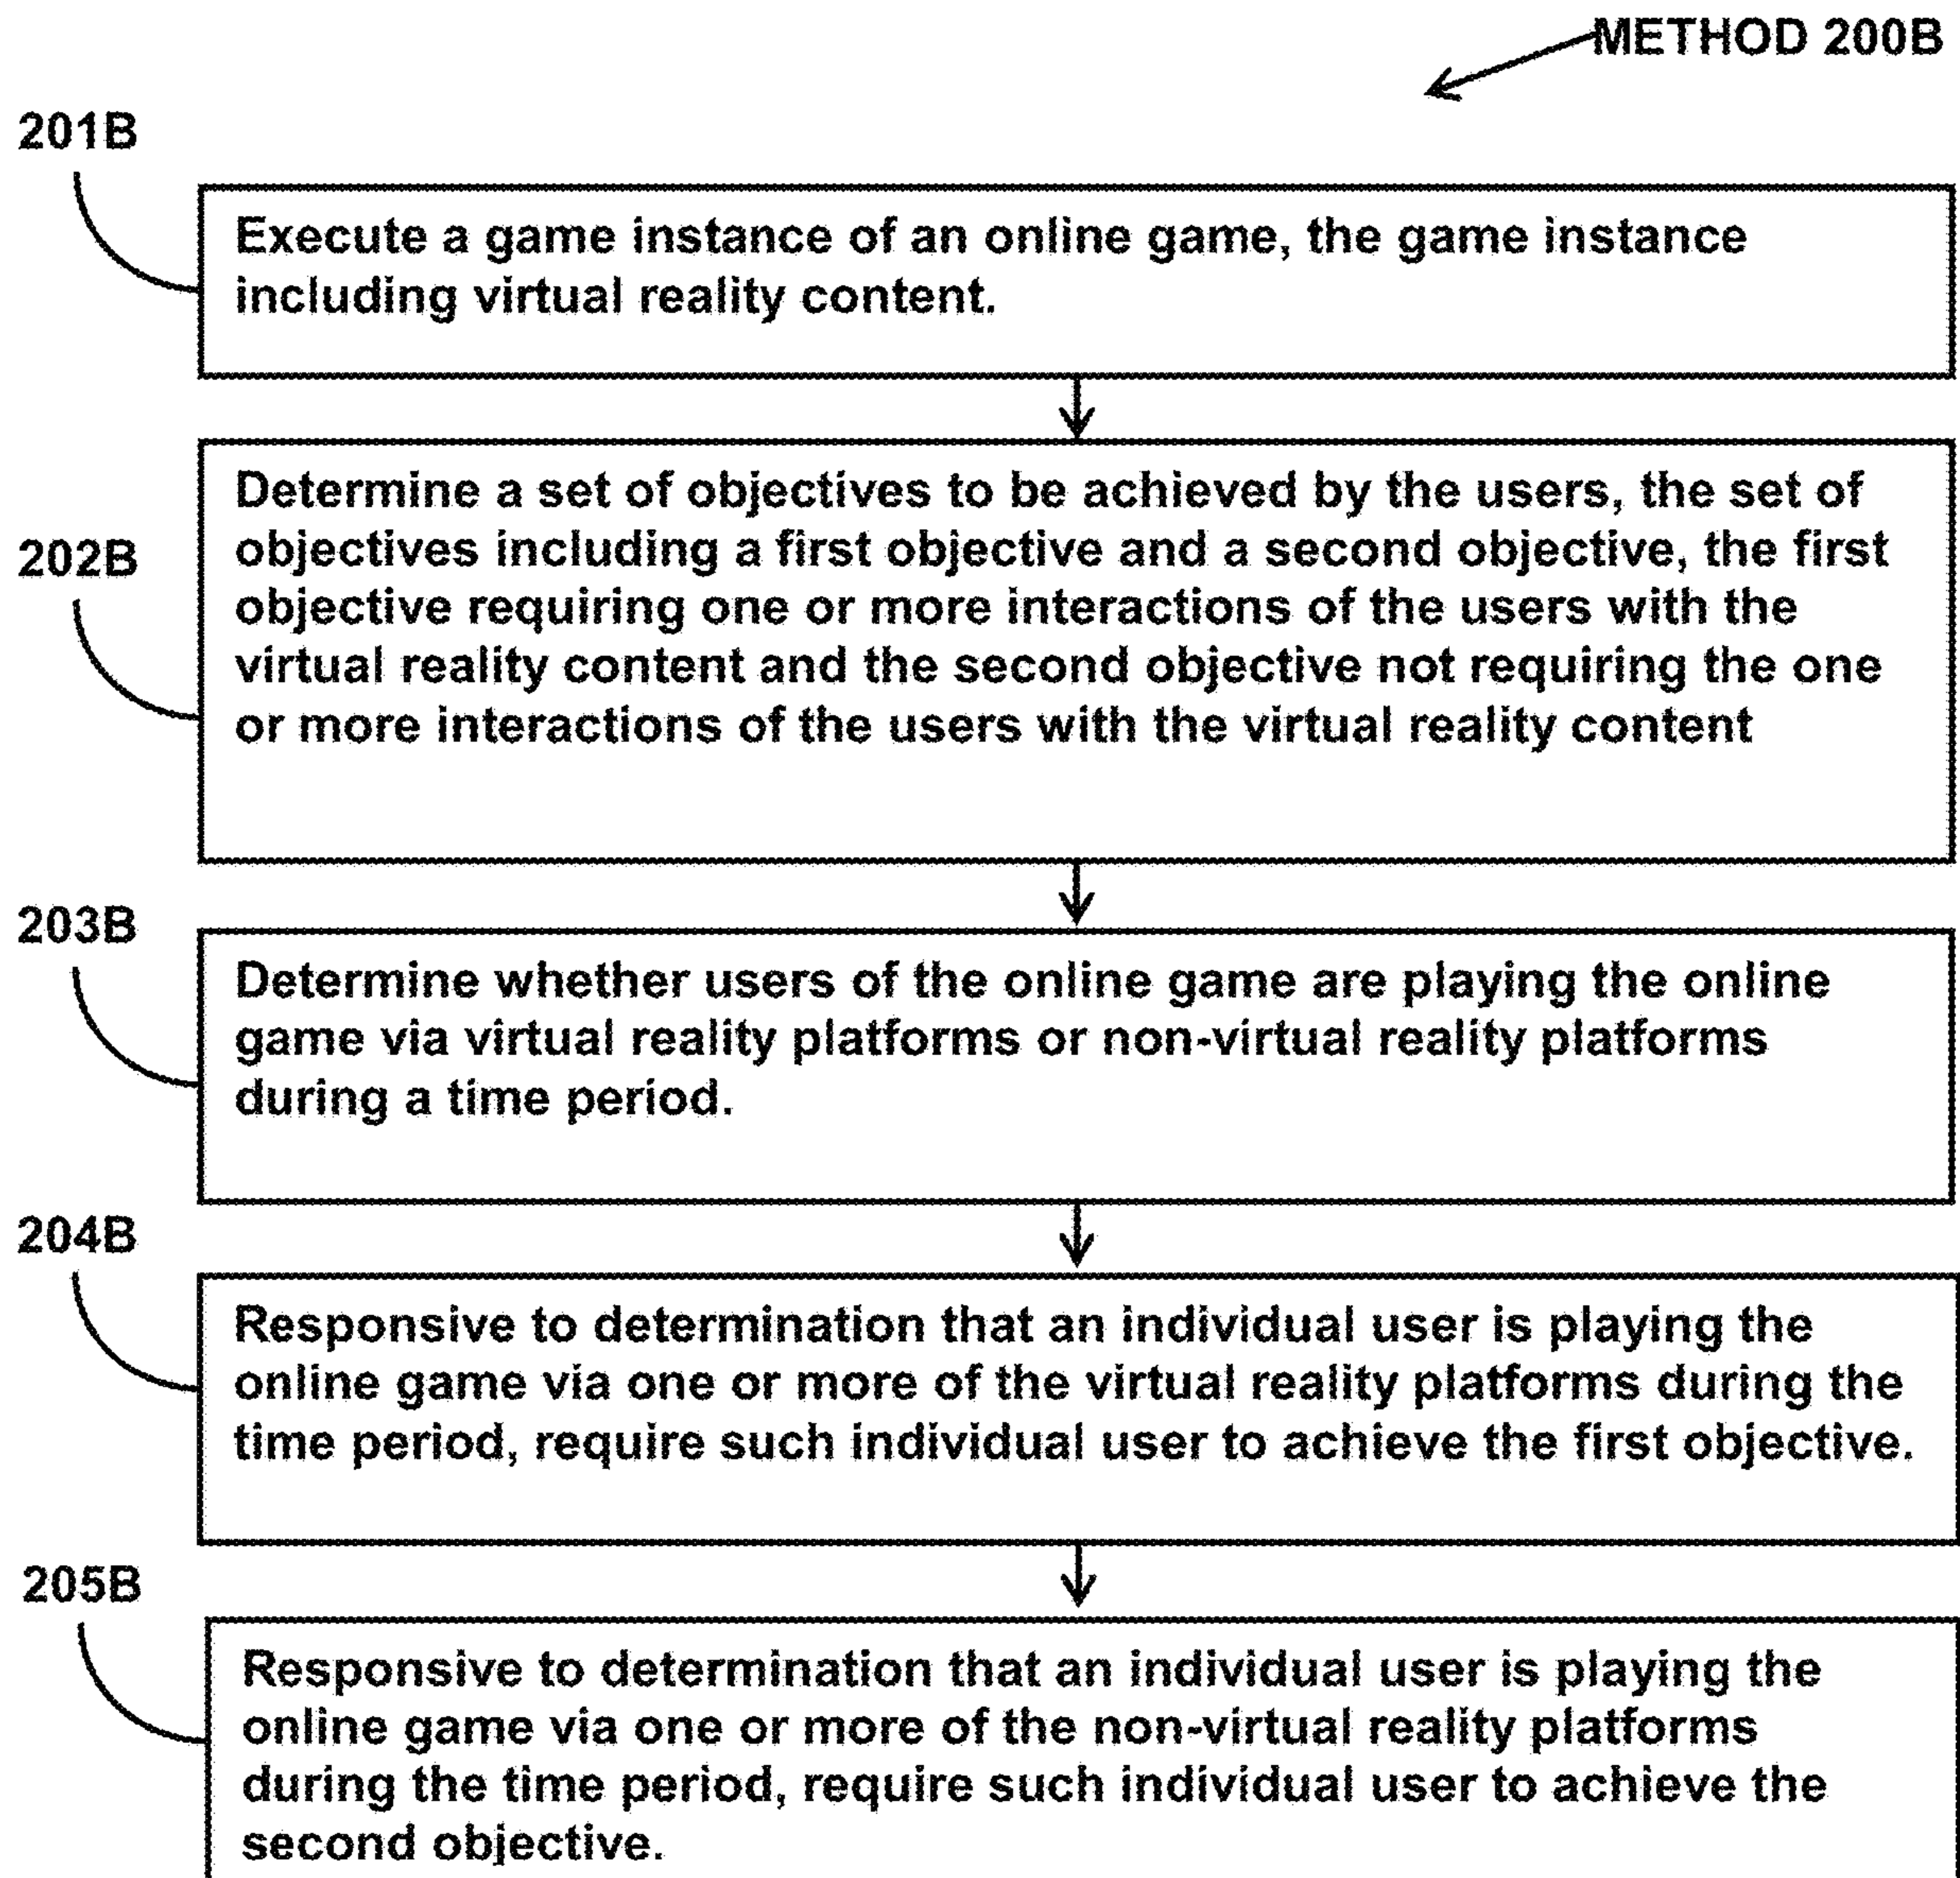 METHOD 200B
201B
Execute a game instance of an online game, the game instance
including virtual reality content.
202B
Determine a set of objectives to be achieved by the users, the set of
objectives including a first objective and a second objective, the first
objective requiring one or more interactions of the users with the
virtual reality content and the second objective not requiring the one
or more interactions of the users with the virtual reality content
203B
Determine whether users of the online game are playing the online
game via virtual reality platforms or non-virtual reality platforms
during a time period.
204B
Responsive to determination that an individual user is playing the
online game via one or more of the virtual reality platforms during the
time period, require such individual user to achieve the first objective.
205B
Responsive to determination that an individual user is playing the
online game via one or more of the non-virtual reality platforms
during the time period, require such individual user to achieve the
second objective.